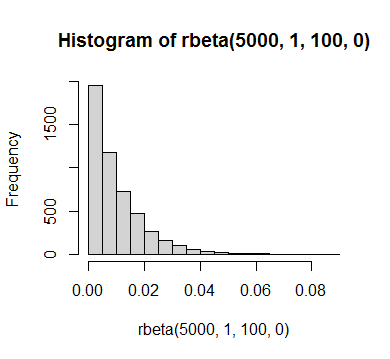 Histogram of rbeta(5000, 1, 100, 0)
Frequency
1500
500
0
0.00 0.02 0.04 0.06 0.08
rbeta(5000, 1, 100, 0)